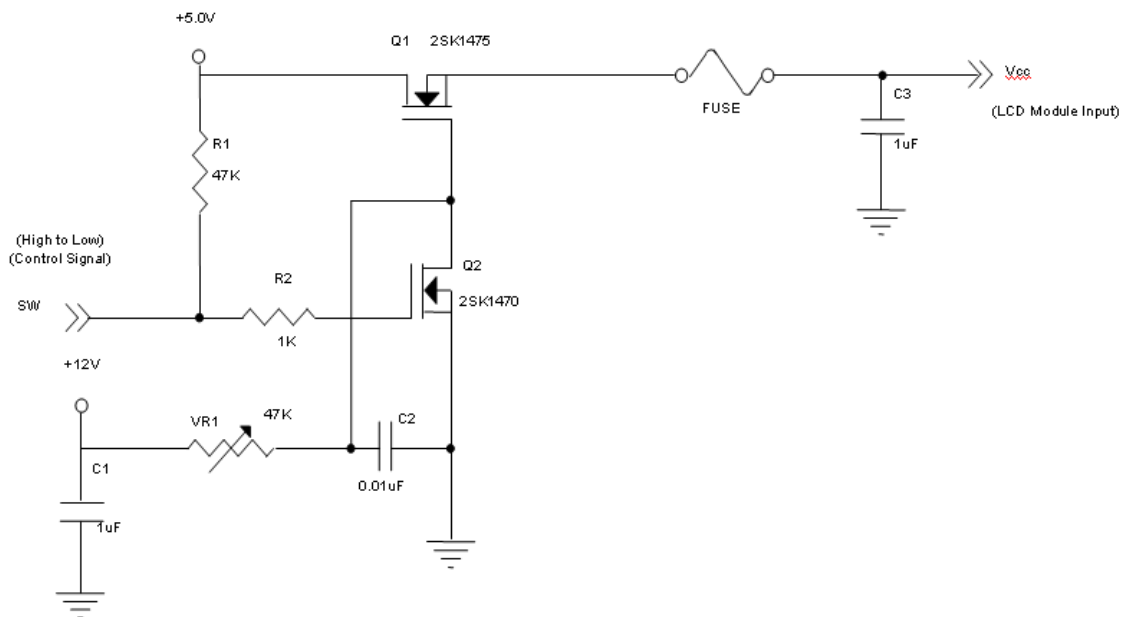 +5.0V
Q1 2SK1475
Vcc
C3
FUSE
(LCD Module Input)
R1
1uF
47K
(High to Low)
(Control Signal)
Q2
R2
SW
2SK1470
1K
+12V
47K
VR1
C2
C1
0.01uF
1uF